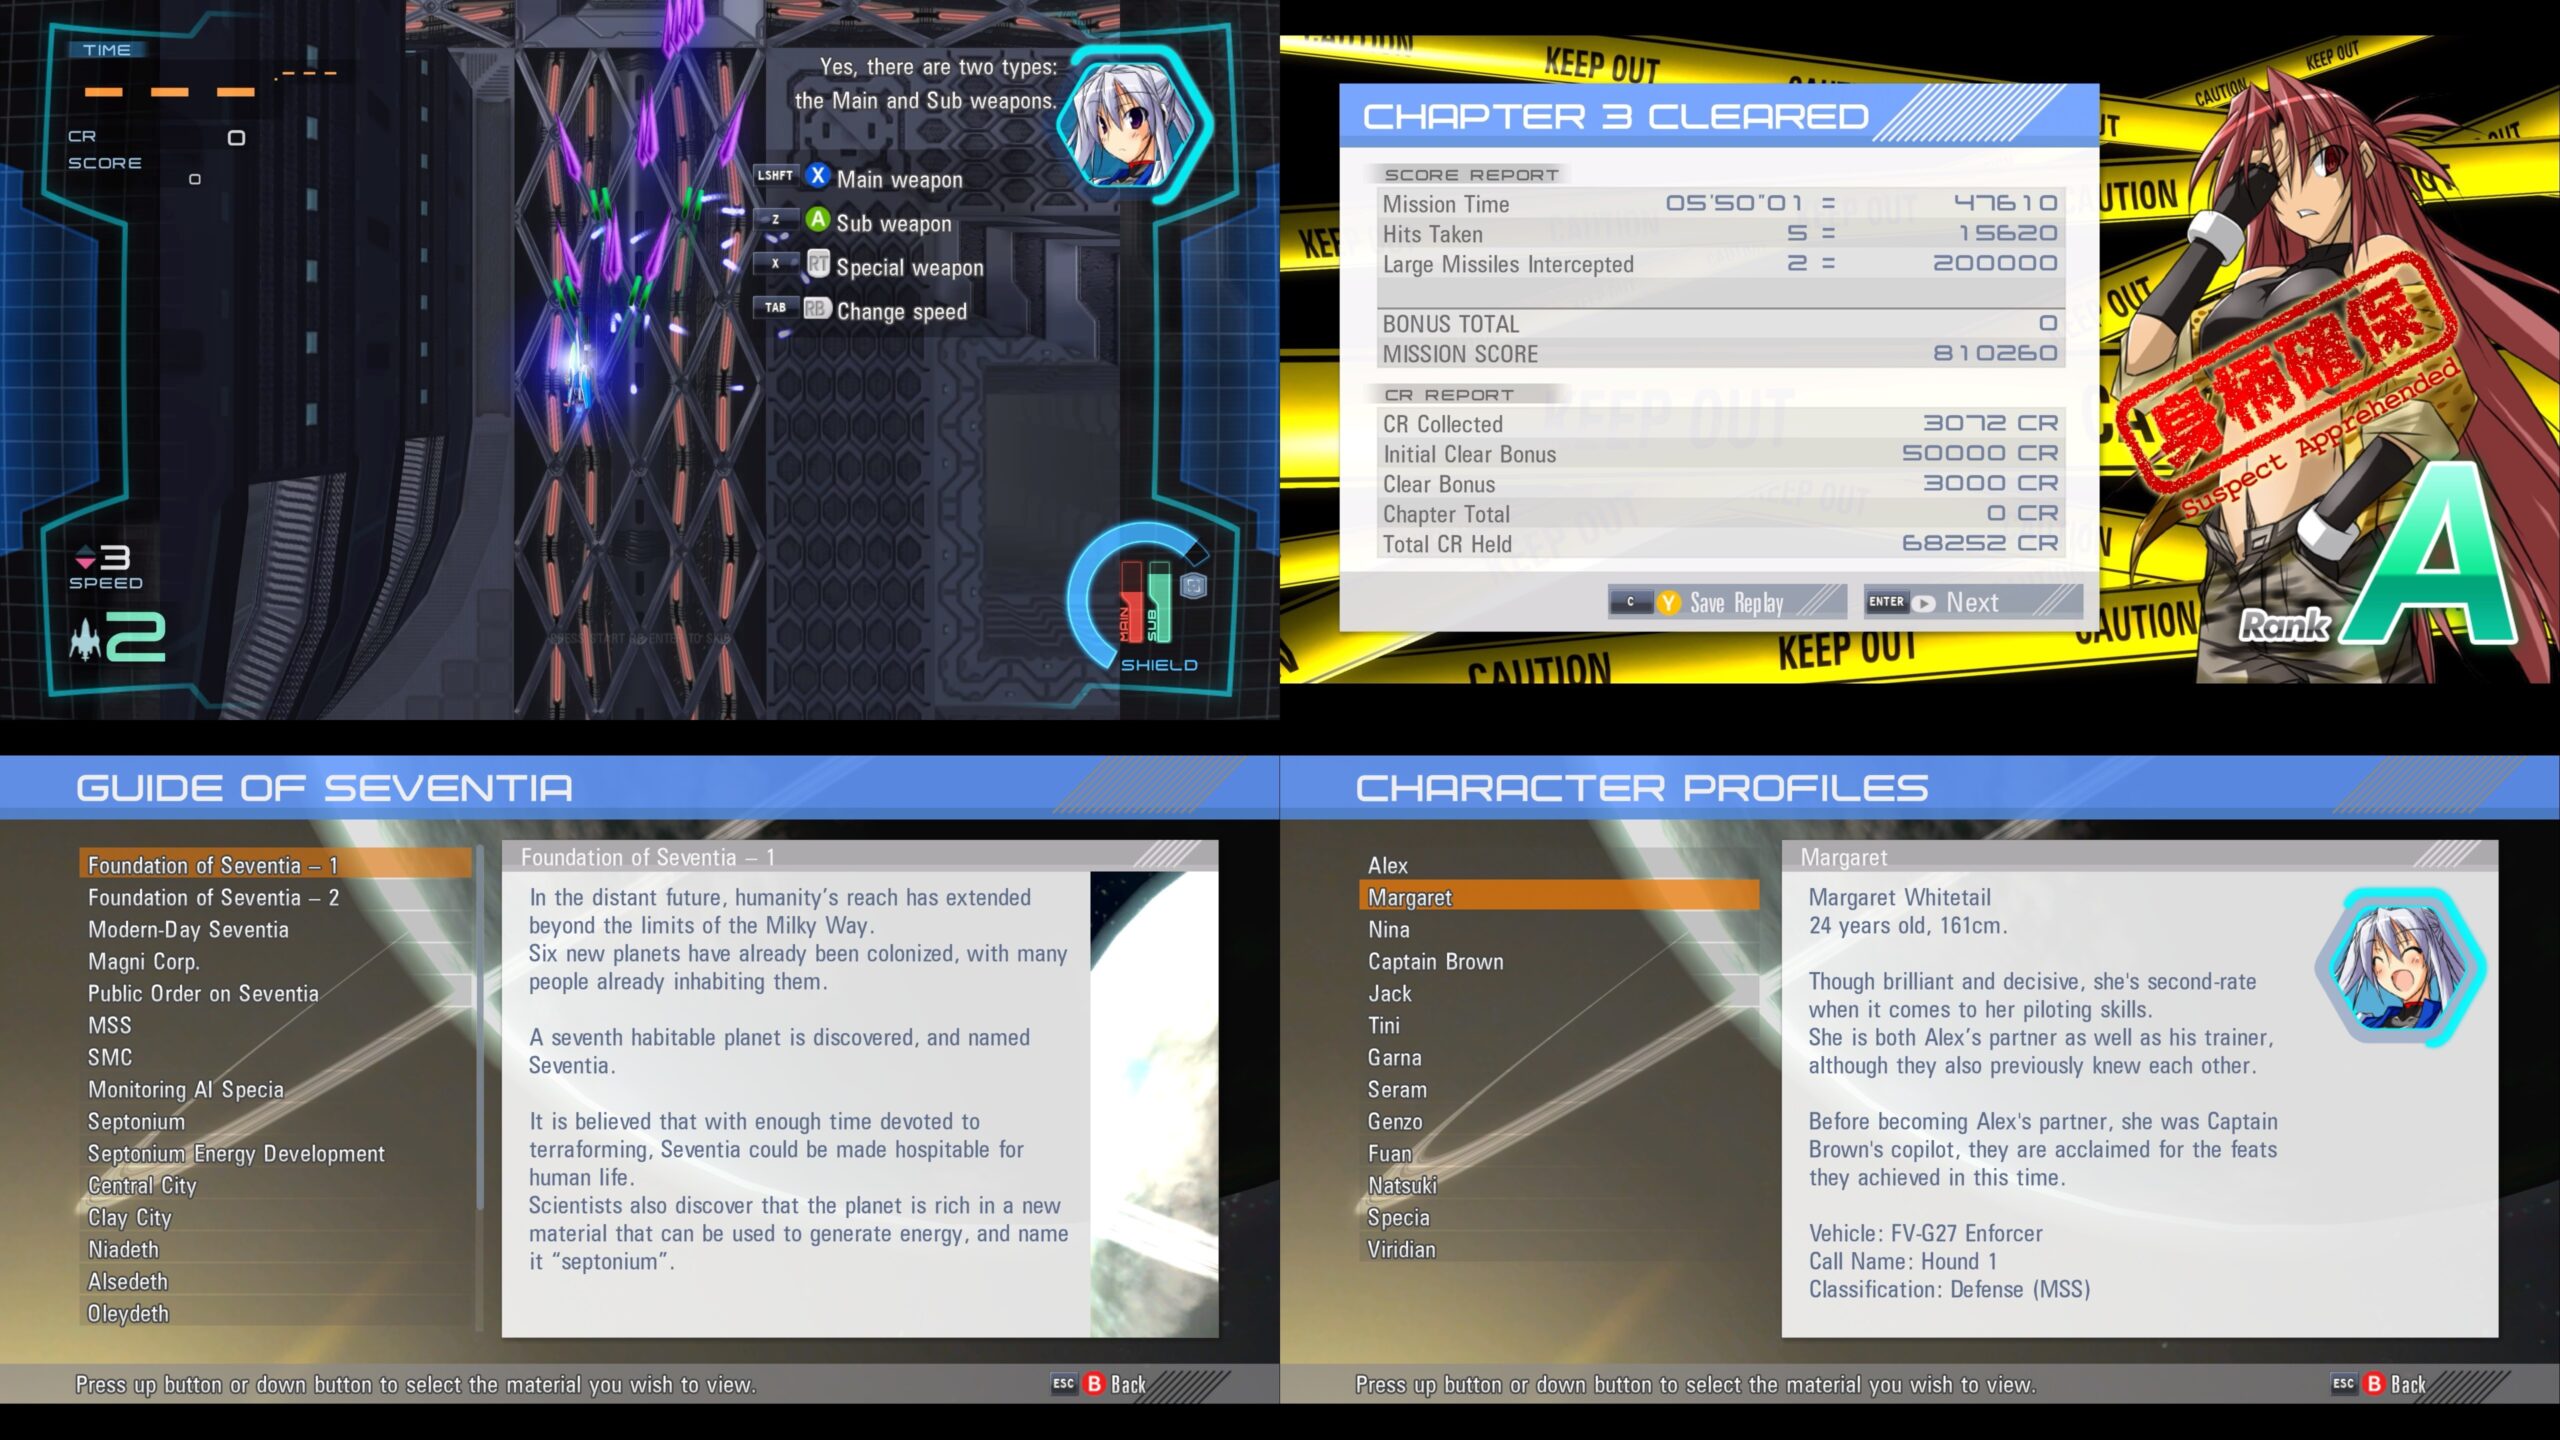 TIME
CR 0
SCORE
0
Yes, there are two types:
the Main and Sub weapons.
LSHFT X Main weapon
Z A Sub weapon
X RT Special weapon
TAB RB Change speed
3
SPEED
2
PRESS START OR ENTER TO SKIP
MAIN
SUB
SHIELD
CAUTION
KEEP OUT
KEEP OUT
CAUTION
CHAPTER 3 CLEARED
SCORE REPORT
Mission Time 05'50"01 = 47610
Hits Taken 5 = 15620
Large Missiles Intercepted 2 = 200000
BONUS TOTAL 0
MISSION SCORE 810260
CR REPORT
CR Collected 3072 CR
Initial Clear Bonus 50000 CR
Clear Bonus 3000 CR
Chapter Total 0 CR
Total CR Held 68252 CR
C Y Save Replay
ENTER Next
身柄確保
Suspect Apprehended
Rank A
CAUTION
KEEP OUT
CAUTION
CAUTION
GUIDE OF SEVENTIA
Foundation of Seventia – 1
Foundation of Seventia – 2
Modern-Day Seventia
Magni Corp.
Public Order on Seventia
MSS
SMC
Monitoring AI Specia
Septonium
Septonium Energy Development
Central City
Clay City
Niadeth
Alsedeth
Oleydeth
Foundation of Seventia – 1
In the distant future, humanity's reach has extended
beyond the limits of the Milky Way.
Six new planets have already been colonized, with many
people already inhabiting them.
A seventh habitable planet is discovered, and named
Seventia.
It is believed that with enough time devoted to
terraforming, Seventia could be made hospitable for
human life.
Scientists also discover that the planet is rich in a new
material that can be used to generate energy, and name
it “septonium”.
Press up button or down button to select the material you wish to view.
ESC B Back
CHARACTER PROFILES
Alex
Margaret
Nina
Captain Brown
Jack
Tini
Garna
Seram
Genzo
Fuan
Natsuki
Specia
Viridian
Margaret
Margaret Whitetail
24 years old, 161cm.
Though brilliant and decisive, she's second-rate
when it comes to her piloting skills.
She is both Alex's partner as well as his trainer,
although they also previously knew each other.
Before becoming Alex's partner, she was Captain
Brown's copilot, they are acclaimed for the feats
they achieved in this time.
Vehicle: FV-G27 Enforcer
Call Name: Hound 1
Classification: Defense (MSS)
Press up button or down button to select the material you wish to view.
ESC B Back